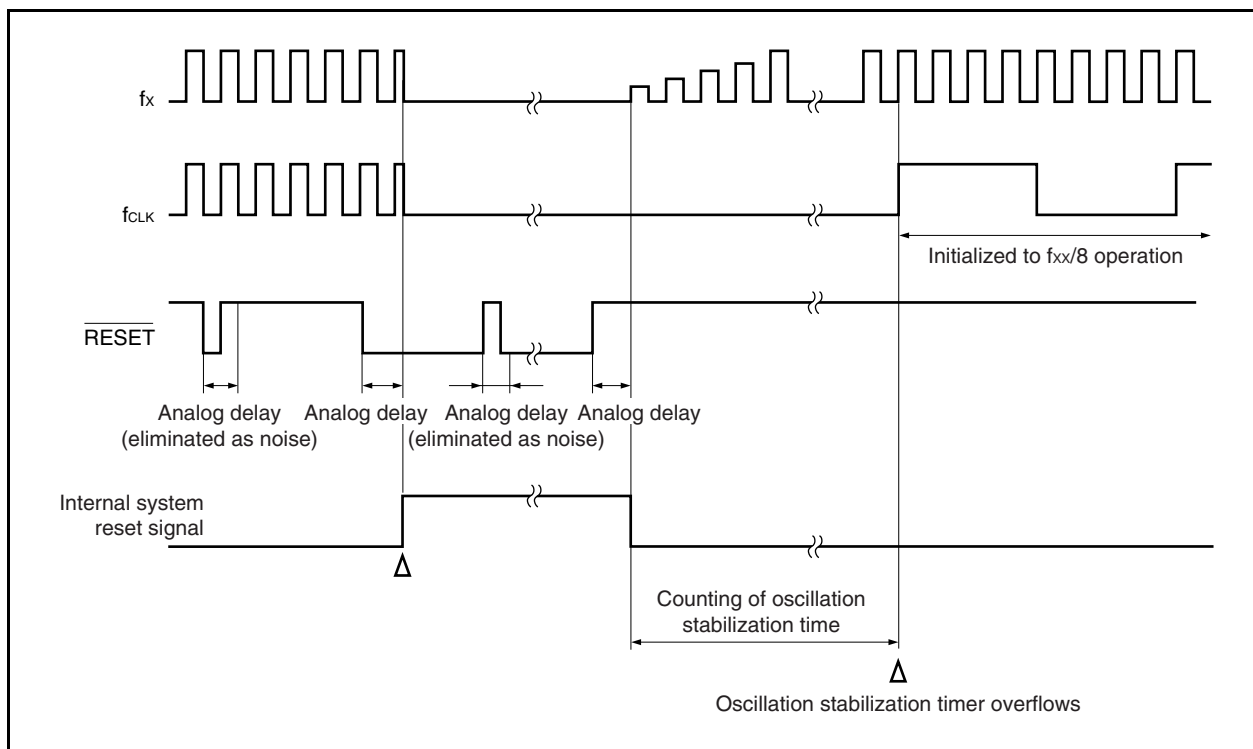 fX
fCLK
Initialized to fXX/8 operation
RESET
Analog delay
(eliminated as noise)
Analog delay
Analog delay
(eliminated as noise)
Analog delay
Internal system
reset signal
Counting of oscillation
stabilization time
Oscillation stabilization timer overflows